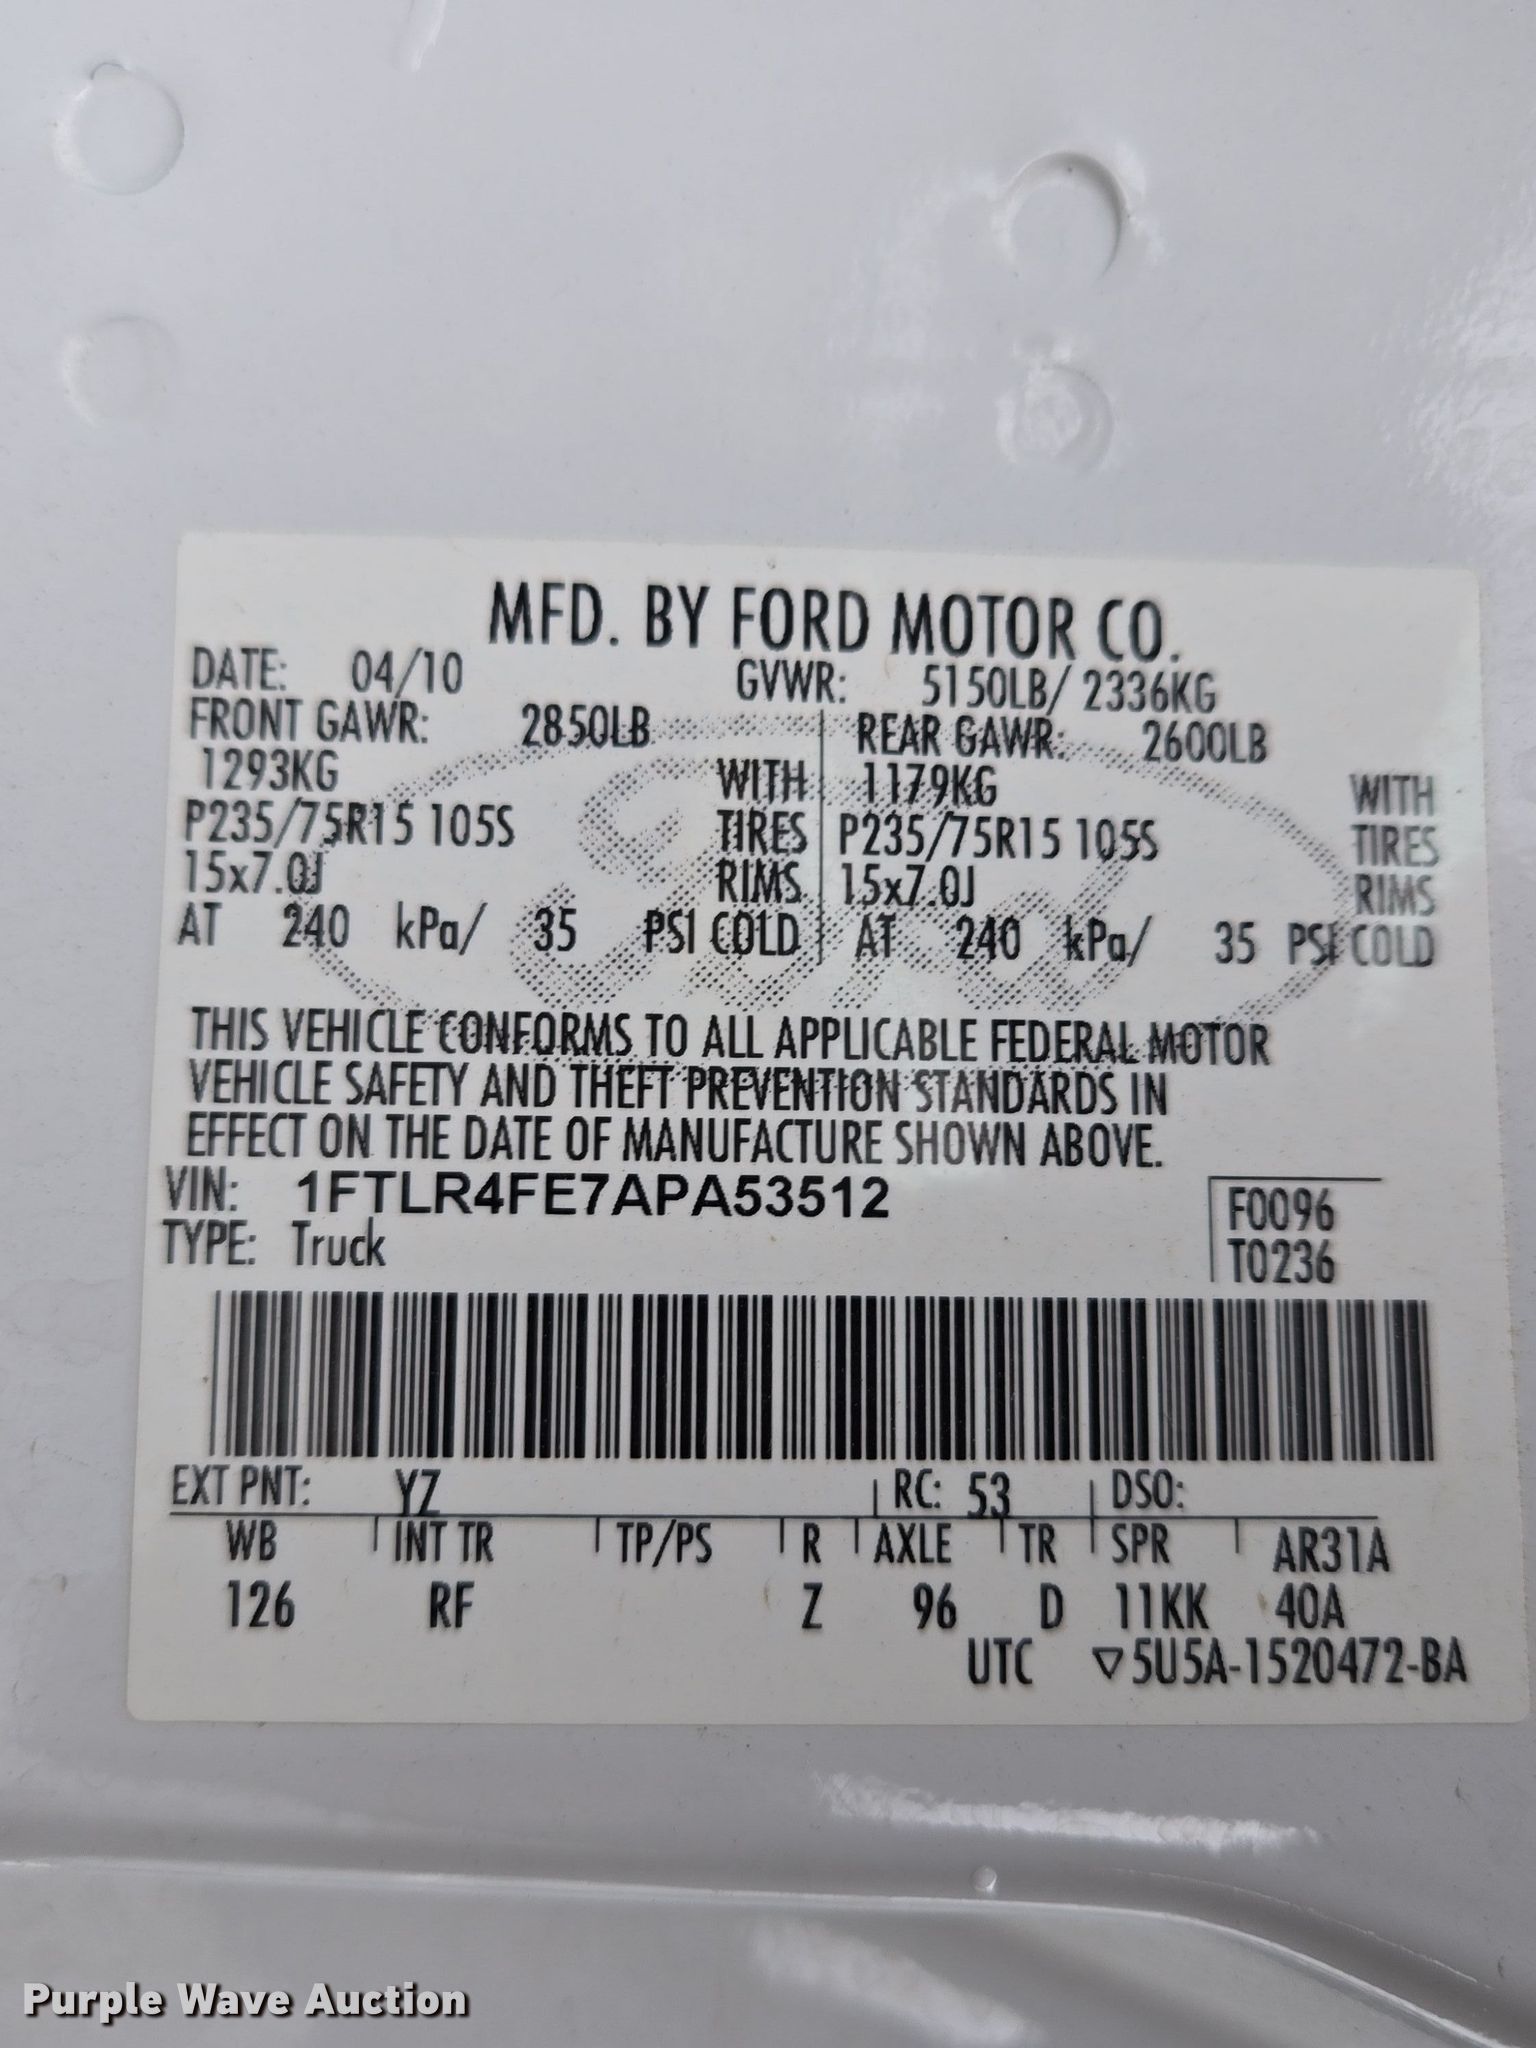 MFD. BY FORD MOTOR CO.
DATE: 04/10 GVWR: 5150LB/ 2336KG
FRONT GAWR: 2850LB REAR GAWR: 2600LB
1293KG WITH 1179KG WITH
P235/75R15 105S TIRES P235/75R15 105S TIRES
15x7.0J RIMS 15x7.0J RIMS
AT 240 kPa/ 35 PSI COLD AT 240 kPa/ 35 PSI COLD
Ford
THIS VEHICLE CONFORMS TO ALL APPLICABLE FEDERAL MOTOR
VEHICLE SAFETY AND THEFT PREVENTION STANDARDS IN
EFFECT ON THE DATE OF MANUFACTURE SHOWN ABOVE.
VIN: 1FTLR4FE7APA53512 F0096
TYPE: Truck T0236
EXT PNT: YZ RC: 53 DSO:
WB INT TR TP/PS R AXLE TR SPR AR31A
126 RF Z 96 D 11KK 40A
UTC ▽5U5A-1520472-BA
Purple Wave Auction